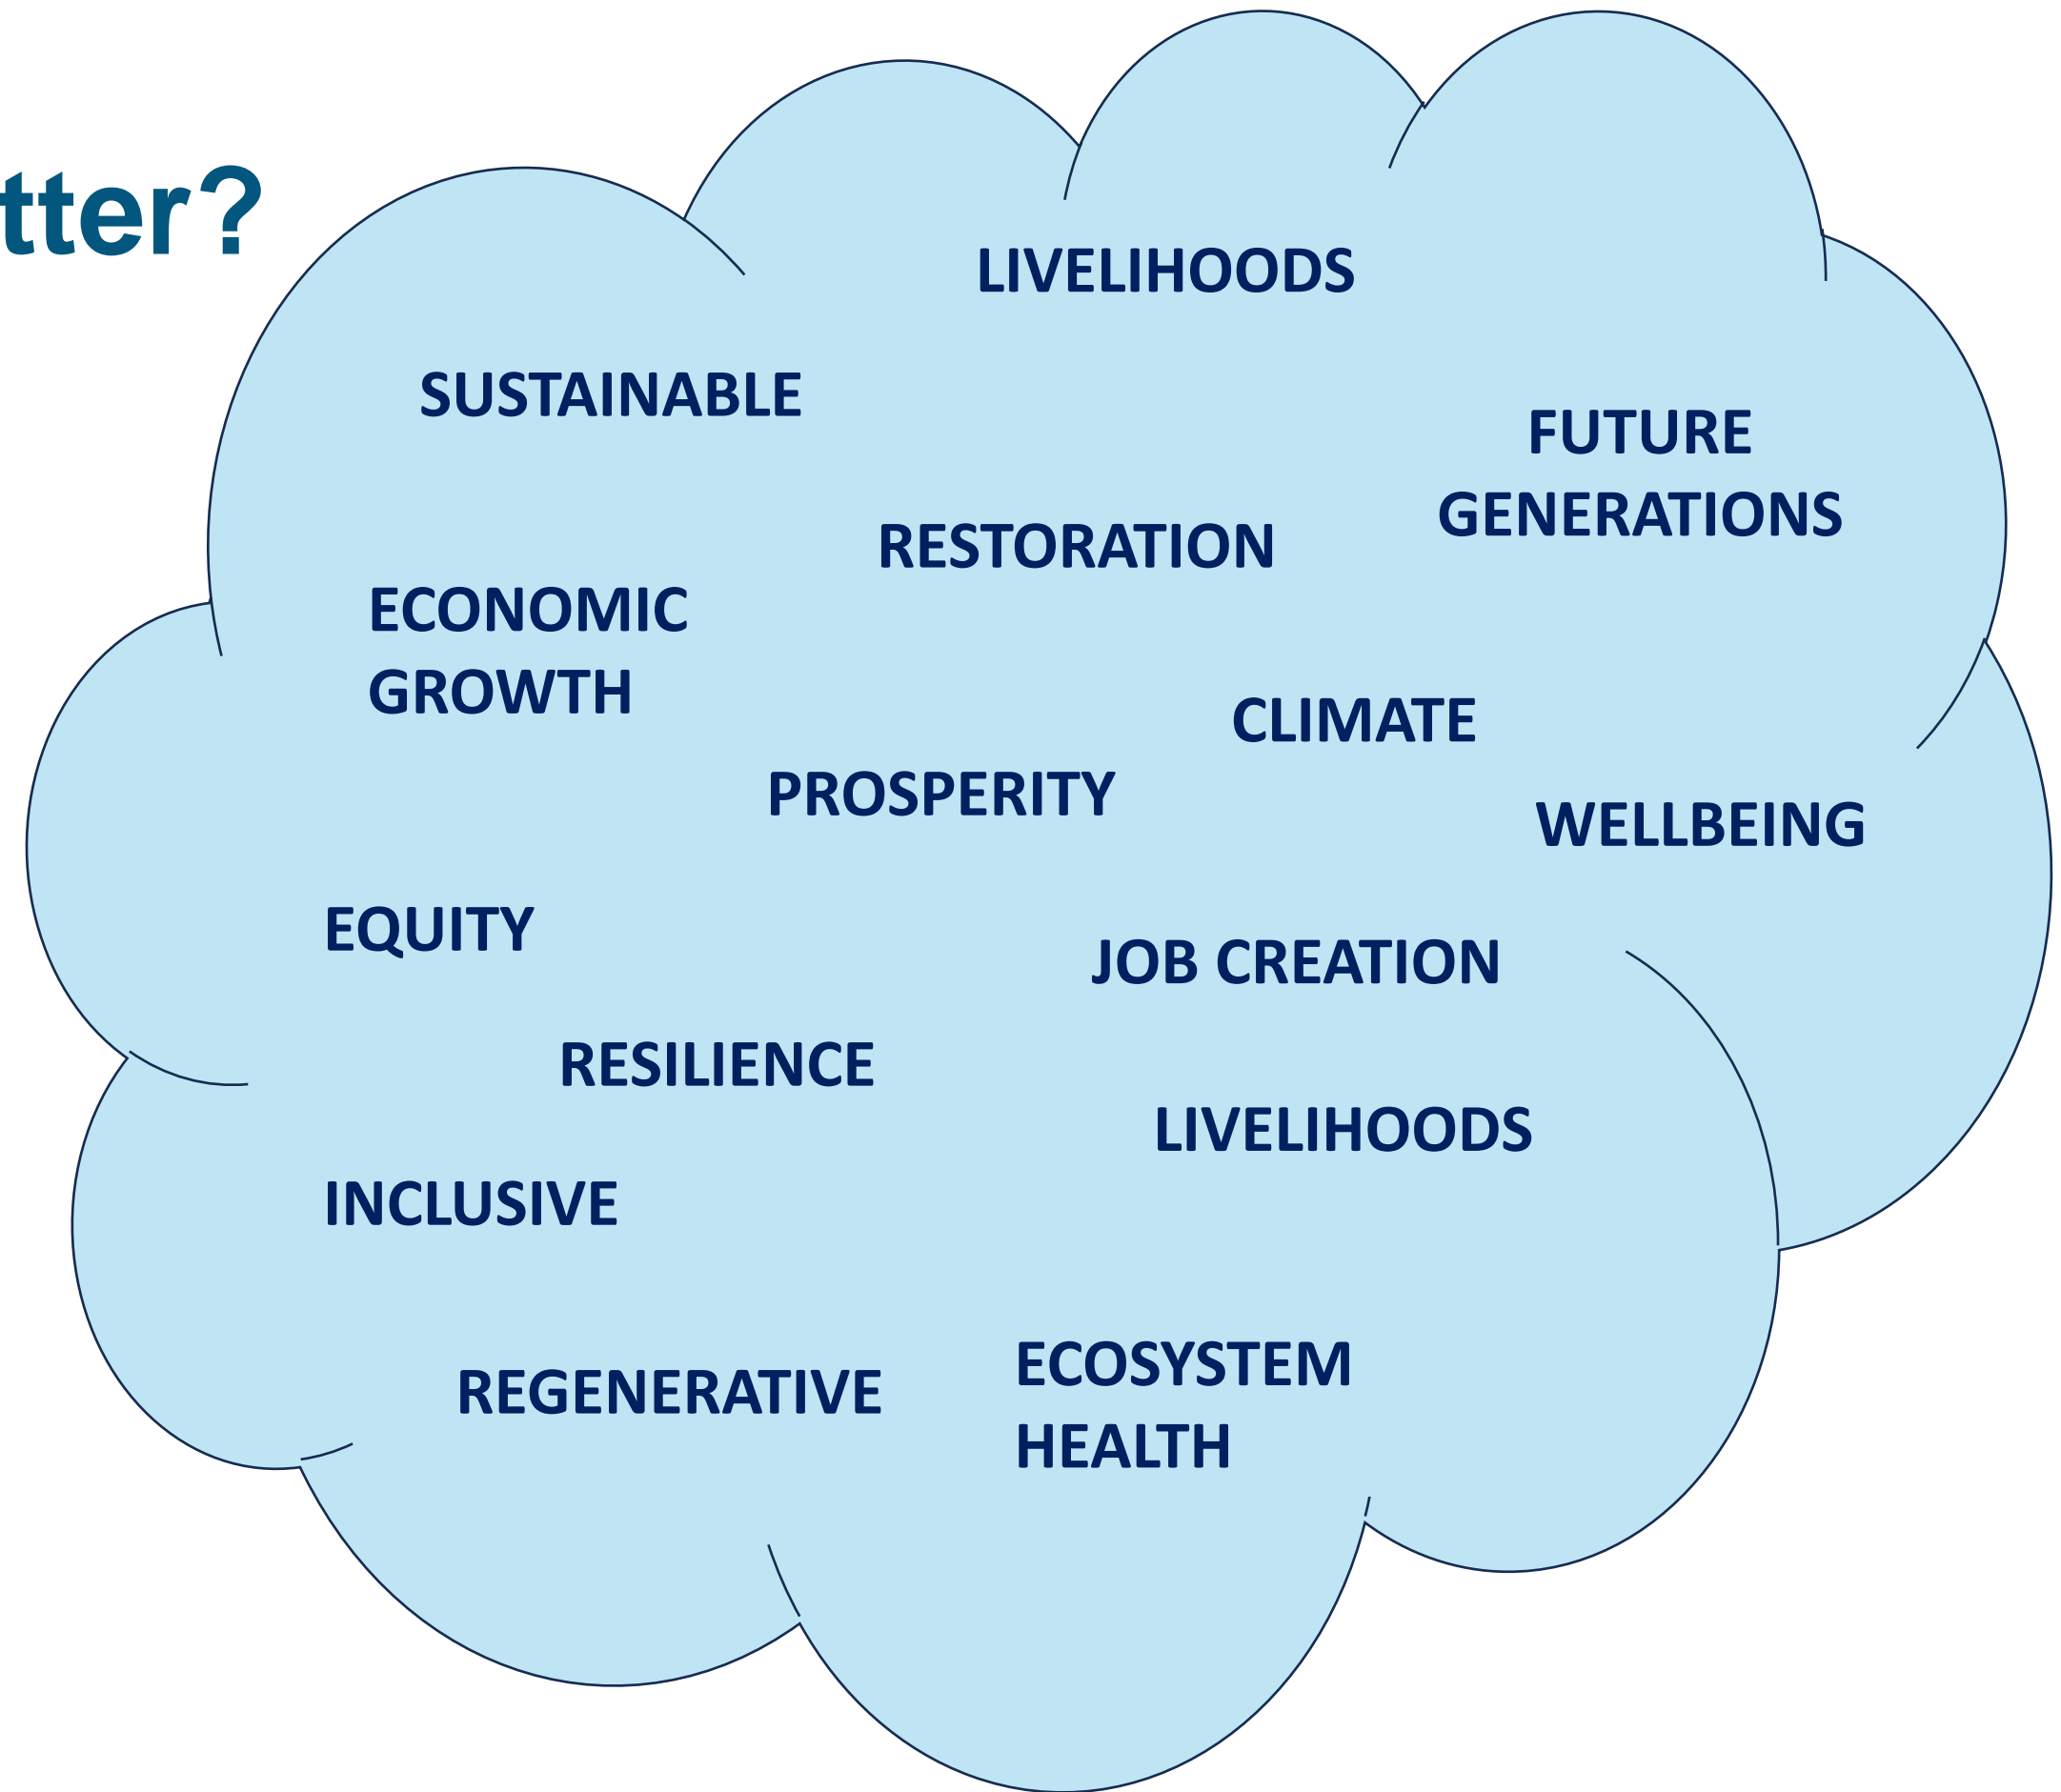 tter?
LIVELIHOODS
SUSTAINABLE
FUTURE
GENERATIONS
RESTORATION
ECONOMIC
GROWTH
CLIMATE
PROSPERITY
WELLBEING
EQUITY
JOB CREATION
RESILIENCE
LIVELIHOODS
INCLUSIVE
ECOSYSTEM
HEALTH
REGENERATIVE